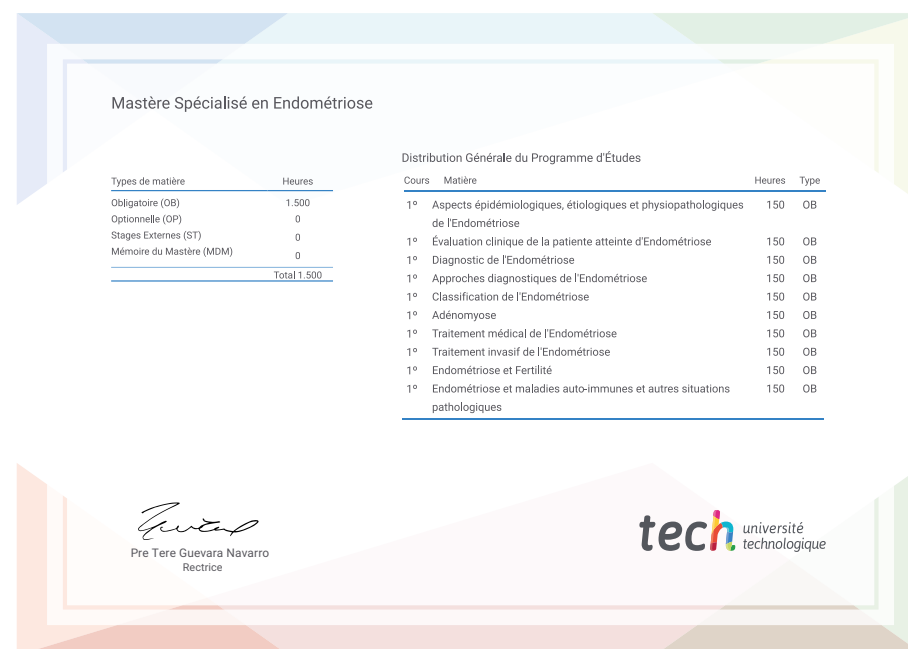 Mastère Spécialisé en Endométriose
Types de matière Heures
Obligatoire (OB) 1.500
Optionnelle (OP) 0
Stages Externes (ST) 0
Mémoire du Mastère (MDM) 0
Total 1.500
Distribution Générale du Programme d'Études
Cours Matière Heures Type
1º Aspects épidémiologiques, étiologiques et physiopathologiques 150 OB
de l'Endométriose
1º Évaluation clinique de la patiente atteinte d'Endométriose 150 OB
1º Diagnostic de l'Endométriose 150 OB
1º Approches diagnostiques de l'Endométriose 150 OB
1º Classification de l'Endométriose 150 OB
1º Adénomyose 150 OB
1º Traitement médical de l'Endométriose 150 OB
1º Traitement invasif de l'Endométriose 150 OB
1º Endométriose et Fertilité 150 OB
1º Endométriose et maladies auto-immunes et autres situations 150 OB
pathologiques
Pre Tere Guevara Navarro
Rectrice
tech université
technologique